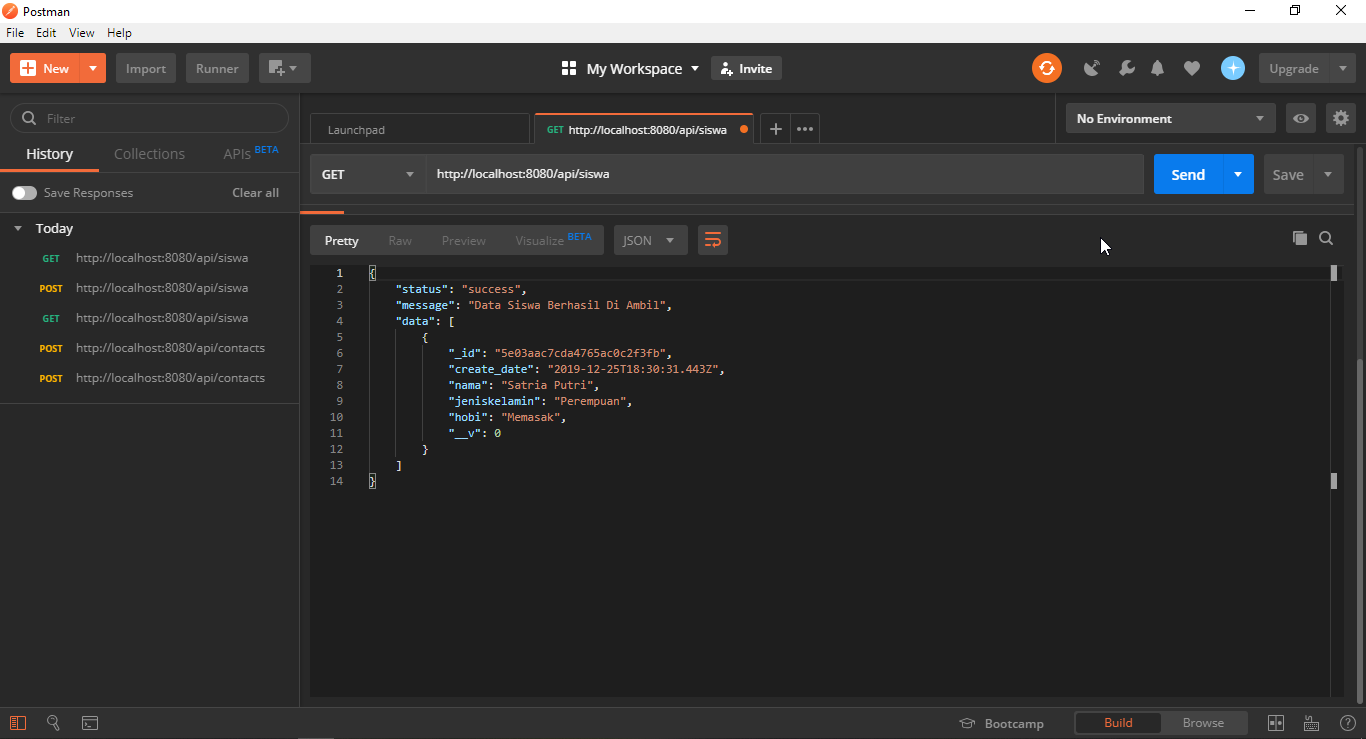 Postman
File Edit View Help
New Import Runner My Workspace Invite Upgrade
Filter
Launchpad GET http://localhost:8080/api/siswa No Environment
History Collections APIs BETA
GET http://localhost:8080/api/siswa Send Save
Save Responses Clear all
Today
Pretty Raw Preview Visualize BETA JSON
GET http://localhost:8080/api/siswa
POST http://localhost:8080/api/siswa
GET http://localhost:8080/api/siswa
POST http://localhost:8080/api/contacts
POST http://localhost:8080/api/contacts
1 {
2 "status": "success",
3 "message": "Data Siswa Berhasil Di Ambil",
4 "data": [
5 {
6 "_id": "5e03aac7cda4765ac0c2f3fb",
7 "create_date": "2019-12-25T18:30:31.443Z",
8 "nama": "Satria Putri",
9 "jeniskelamin": "Perempuan",
10 "hobi": "Memasak",
11 "__v": 0
12 }
13 ]
14 }
Bootcamp Build Browse